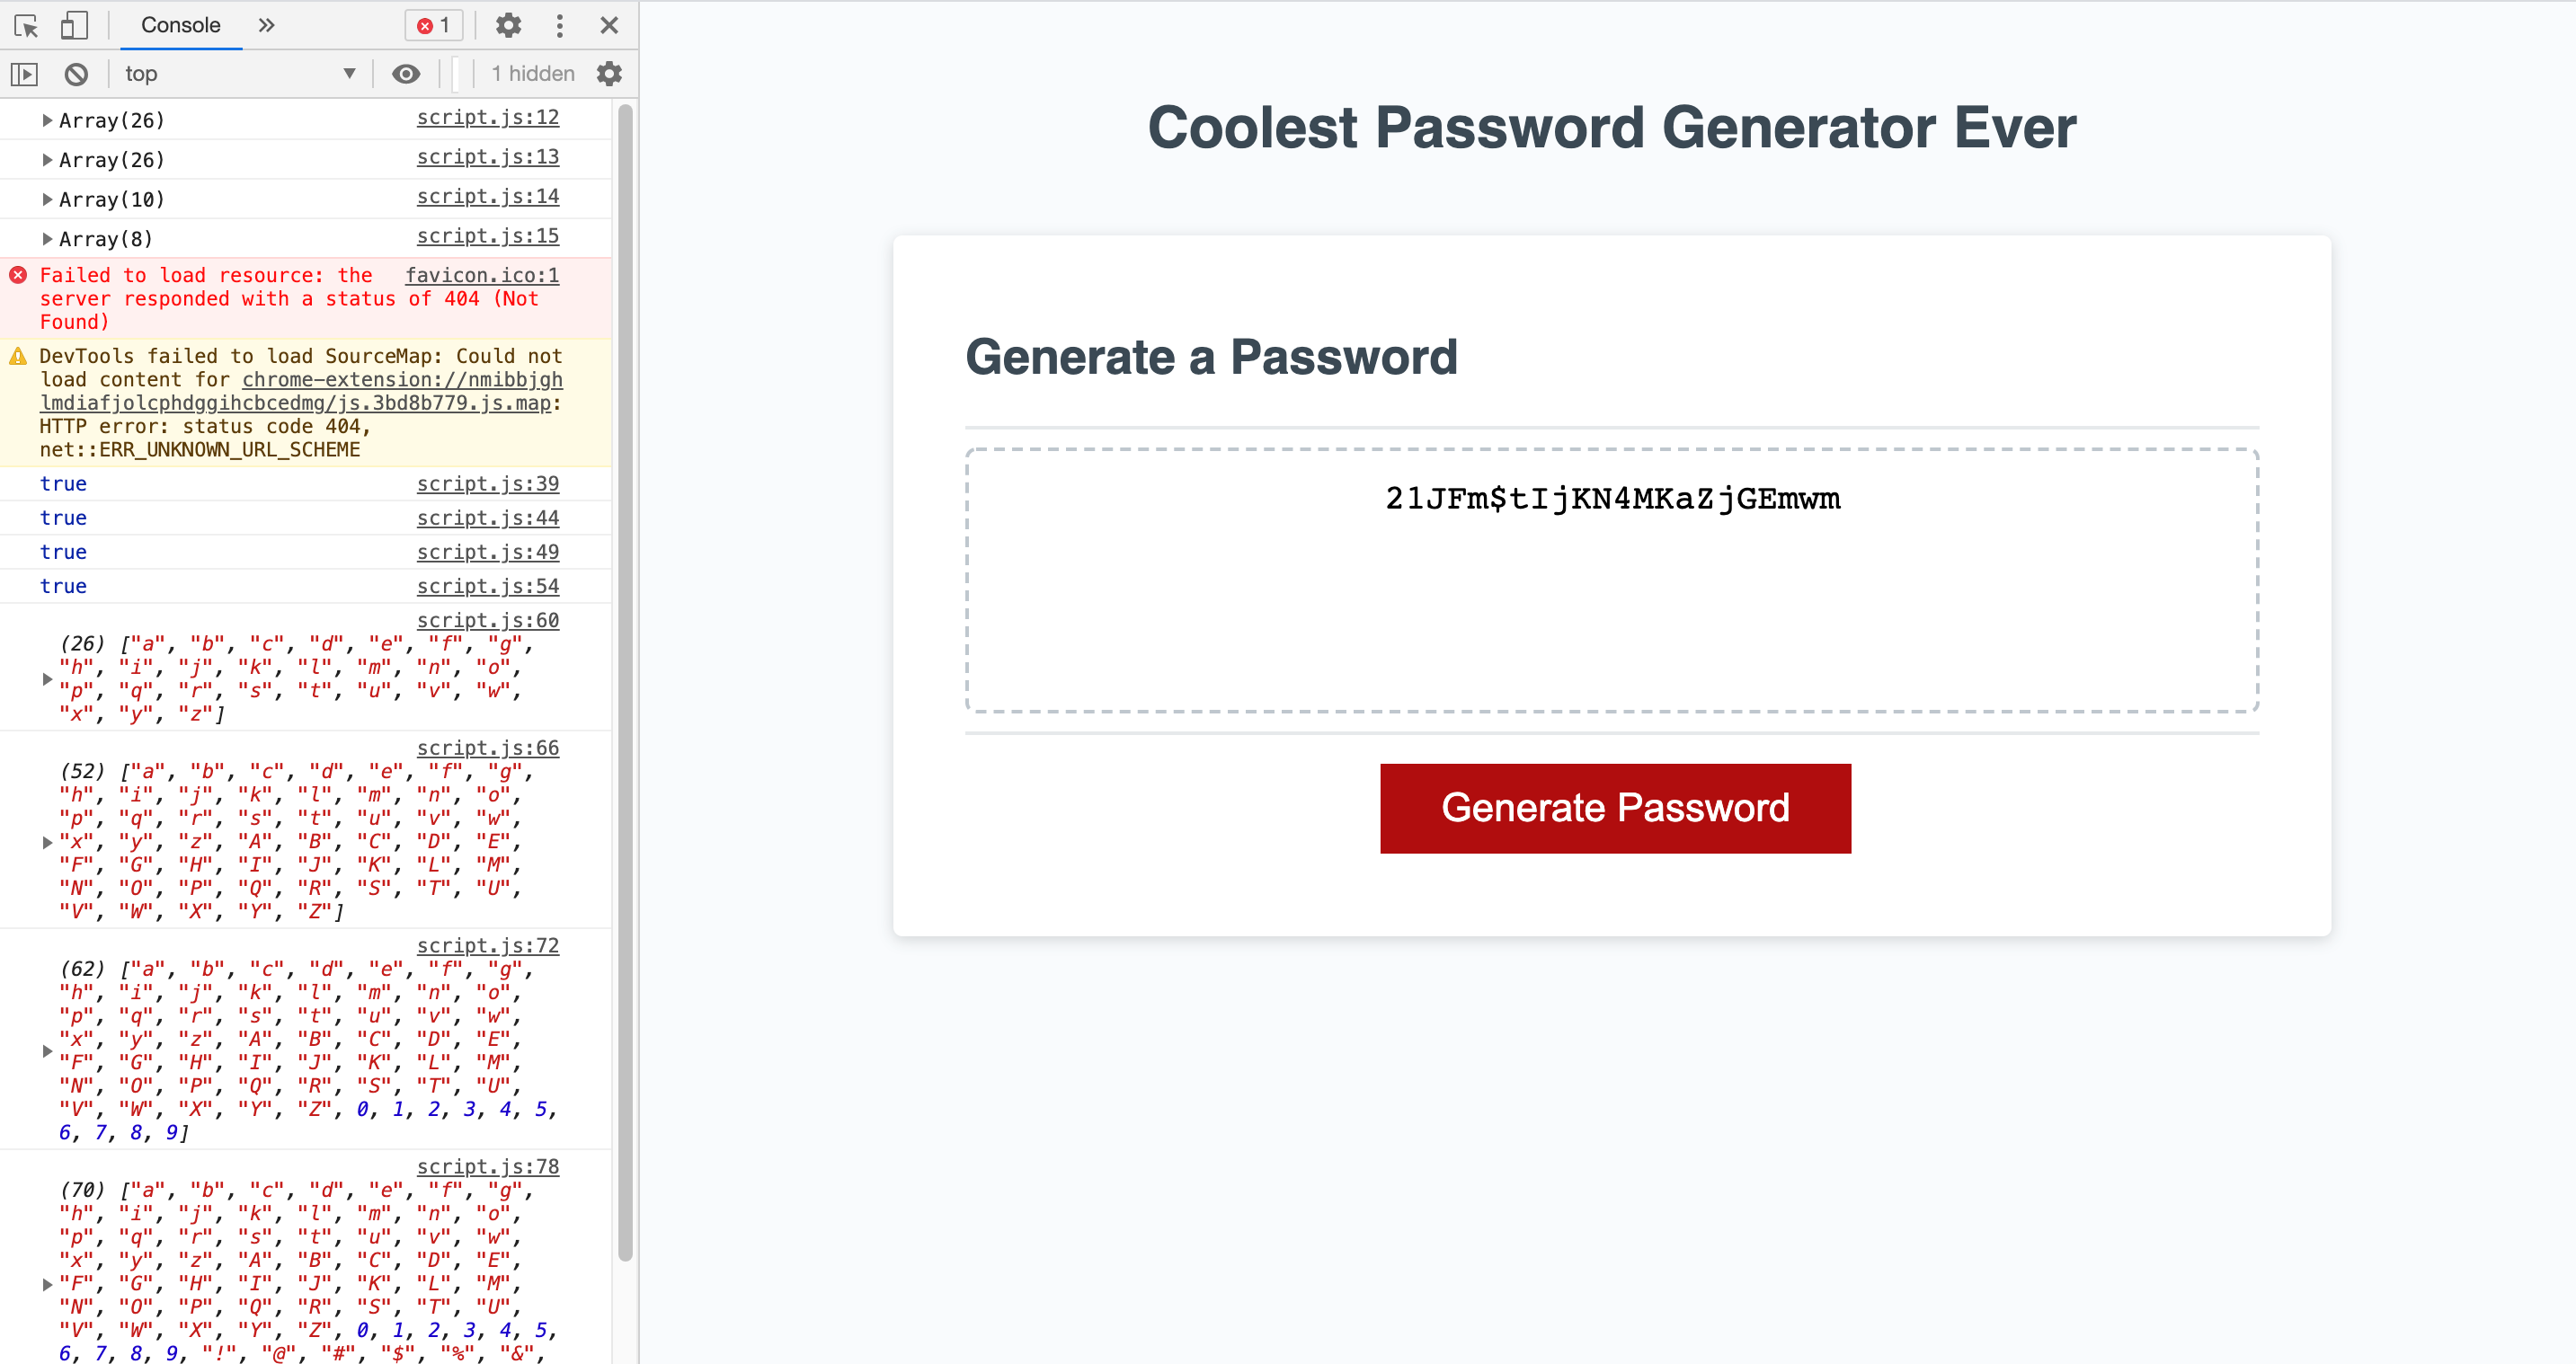 Console
1
top
1 hidden
Array(26) script.js:12
Array(26) script.js:13
Array(10) script.js:14
Array(8) script.js:15
Failed to load resource: the favicon.ico:1
server responded with a status of 404 (Not
Found)
DevTools failed to load SourceMap: Could not
load content for chrome-extension://nmibbjgh
lmdiafjolcphdggihcbcedmg/js.3bd8b779.js.map:
HTTP error: status code 404,
net::ERR_UNKNOWN_URL_SCHEME
true script.js:39
true script.js:44
true script.js:49
true script.js:54
script.js:60
(26) ["a", "b", "c", "d", "e", "f", "g",
"h", "i", "j", "k", "l", "m", "n", "o",
"p", "q", "r", "s", "t", "u", "v", "w",
"x", "y", "z"]
script.js:66
(52) ["a", "b", "c", "d", "e", "f", "g",
"h", "i", "j", "k", "l", "m", "n", "o",
"p", "q", "r", "s", "t", "u", "v", "w",
"x", "y", "z", "A", "B", "C", "D", "E",
"F", "G", "H", "I", "J", "K", "L", "M",
"N", "O", "P", "Q", "R", "S", "T", "U",
"V", "W", "X", "Y", "Z"]
script.js:72
(62) ["a", "b", "c", "d", "e", "f", "g",
"h", "i", "j", "k", "l", "m", "n", "o",
"p", "q", "r", "s", "t", "u", "v", "w",
"x", "y", "z", "A", "B", "C", "D", "E",
"F", "G", "H", "I", "J", "K", "L", "M",
"N", "O", "P", "Q", "R", "S", "T", "U",
"V", "W", "X", "Y", "Z", 0, 1, 2, 3, 4, 5,
6, 7, 8, 9]
script.js:78
(70) ["a", "b", "c", "d", "e", "f", "g",
"h", "i", "j", "k", "l", "m", "n", "o",
"p", "q", "r", "s", "t", "u", "v", "w",
"x", "y", "z", "A", "B", "C", "D", "E",
"F", "G", "H", "I", "J", "K", "L", "M",
"N", "O", "P", "Q", "R", "S", "T", "U",
"V", "W", "X", "Y", "Z", 0, 1, 2, 3, 4, 5,
6, 7, 8, 9, "!", "@", "#", "$", "%", "&",
Coolest Password Generator Ever
Generate a Password
21JFm$tIjKN4MKaZjGEmwm
Generate Password